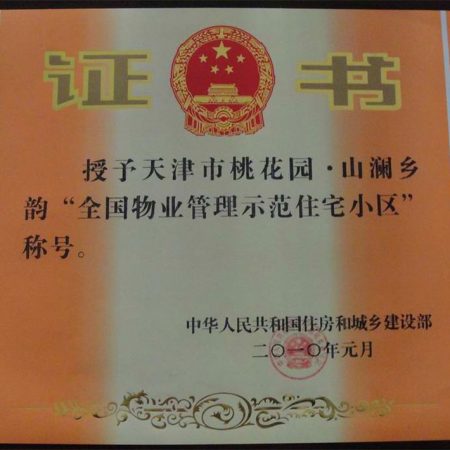 证书
授予天津市桃花园·山澜乡
韵“全国物业管理示范住宅小区”
称号。
中华人民共和国住房和城乡建设部
二〇一〇年元月